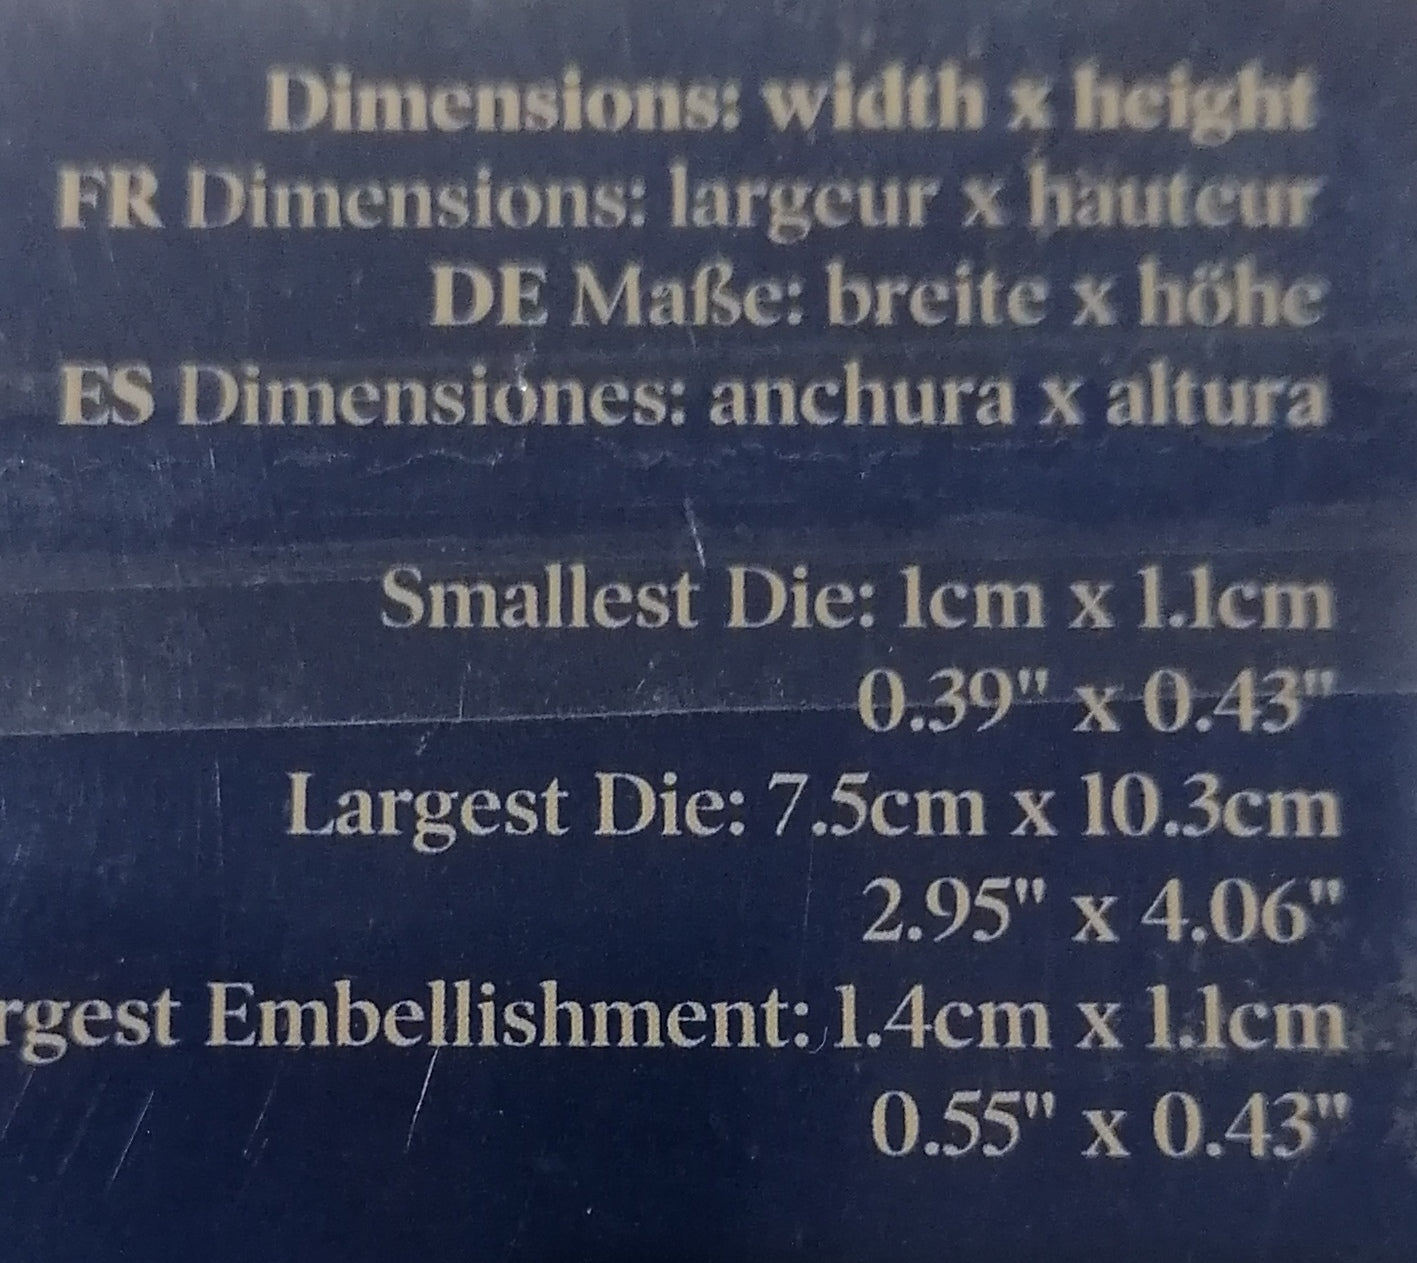 Dimensions: width x height
FR Dimensions: largeur x hauteur
DE Maße: breite x höhe
ES Dimensiones: anchura x altura
Smallest Die: 1cm x 1.1cm
0.39" x 0.43"
Largest Die: 7.5cm x 10.3cm
2.95" x 4.06"
rgest Embellishment: 1.4cm x 1.1cm
0.55" x 0.43"